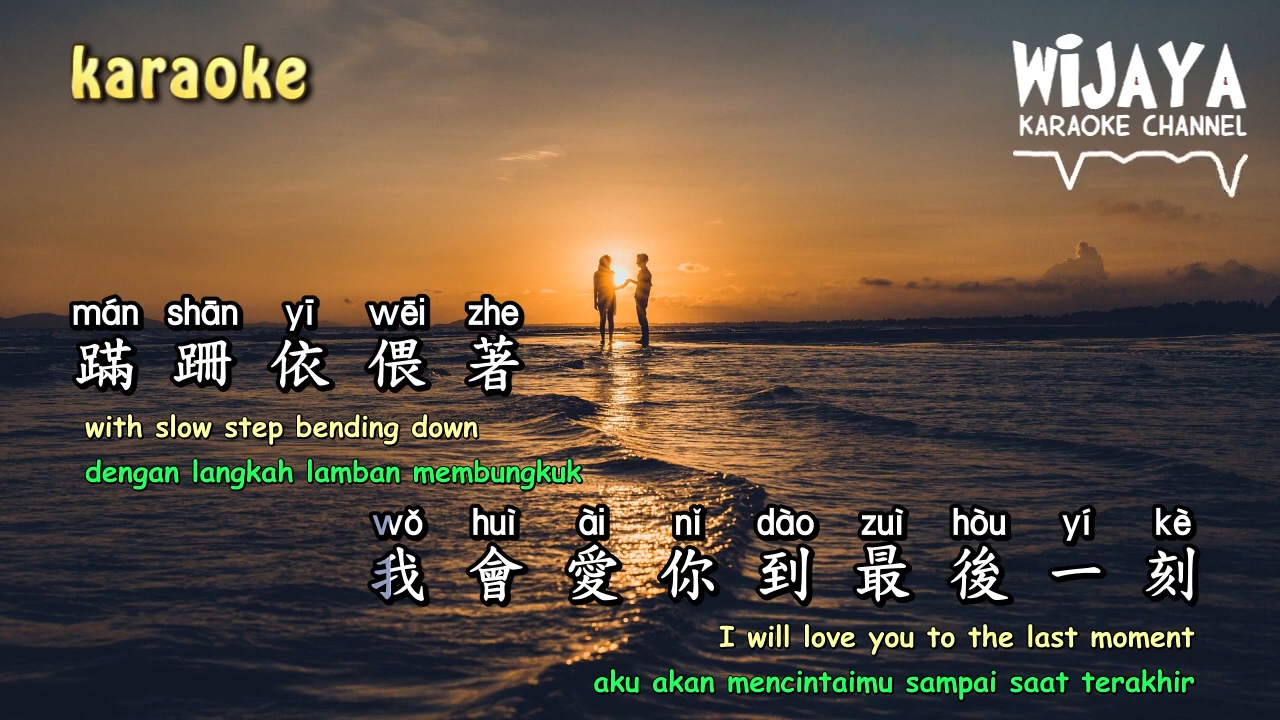 karaoke
WiJAYA
KARAOKE CHANNEL
mán shān yī wēi zhe
蹣跚依偎著
with slow step bending down
dengan langkah lamban membungkuk
wǒ huì ài nǐ dào zuì hòu yí kè
我會愛你到最後一刻
I will love you to the last moment
aku akan mencintaimu sampai saat terakhir